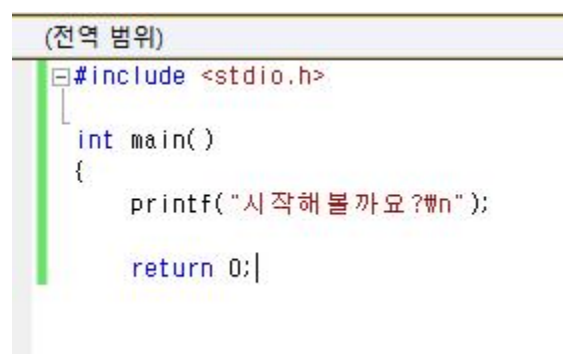 (전역 범위)
#include <stdio.h>
int main()
{
printf("시작해볼까요?₩n");
return 0;